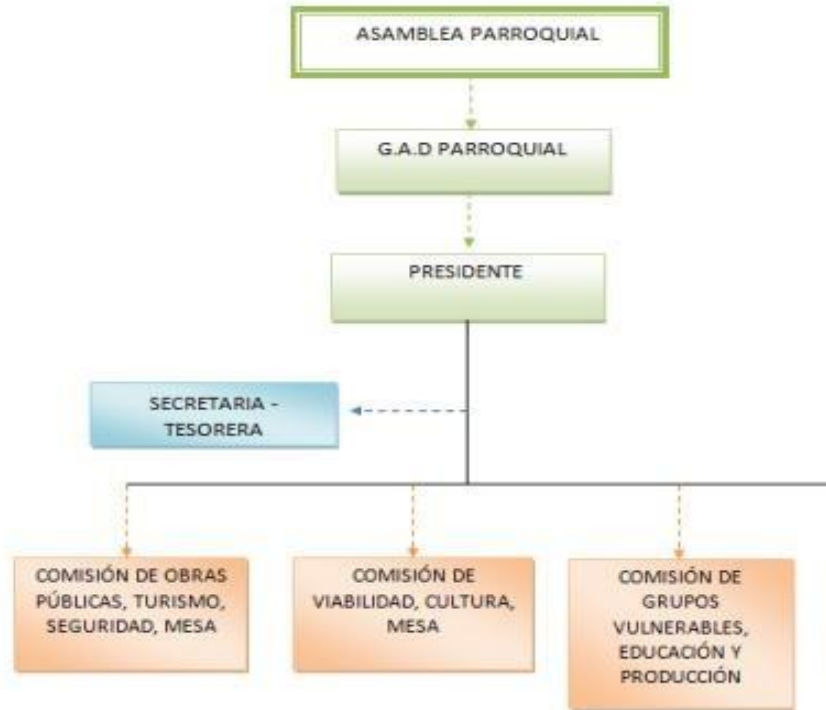 ASAMBLEA PARROQUIAL
G.A.D PARROQUIAL
PRESIDENTE
SECRETARIA -
TESORERA
COMISIÓN DE OBRAS
PÚBLICAS, TURISMO,
SEGURIDAD, MESA
COMISIÓN DE
VIABILIDAD, CULTURA,
MESA
COMISIÓN DE
GRUPOS
VULNERABLES,
EDUCACIÓN Y
PRODUCCIÓN